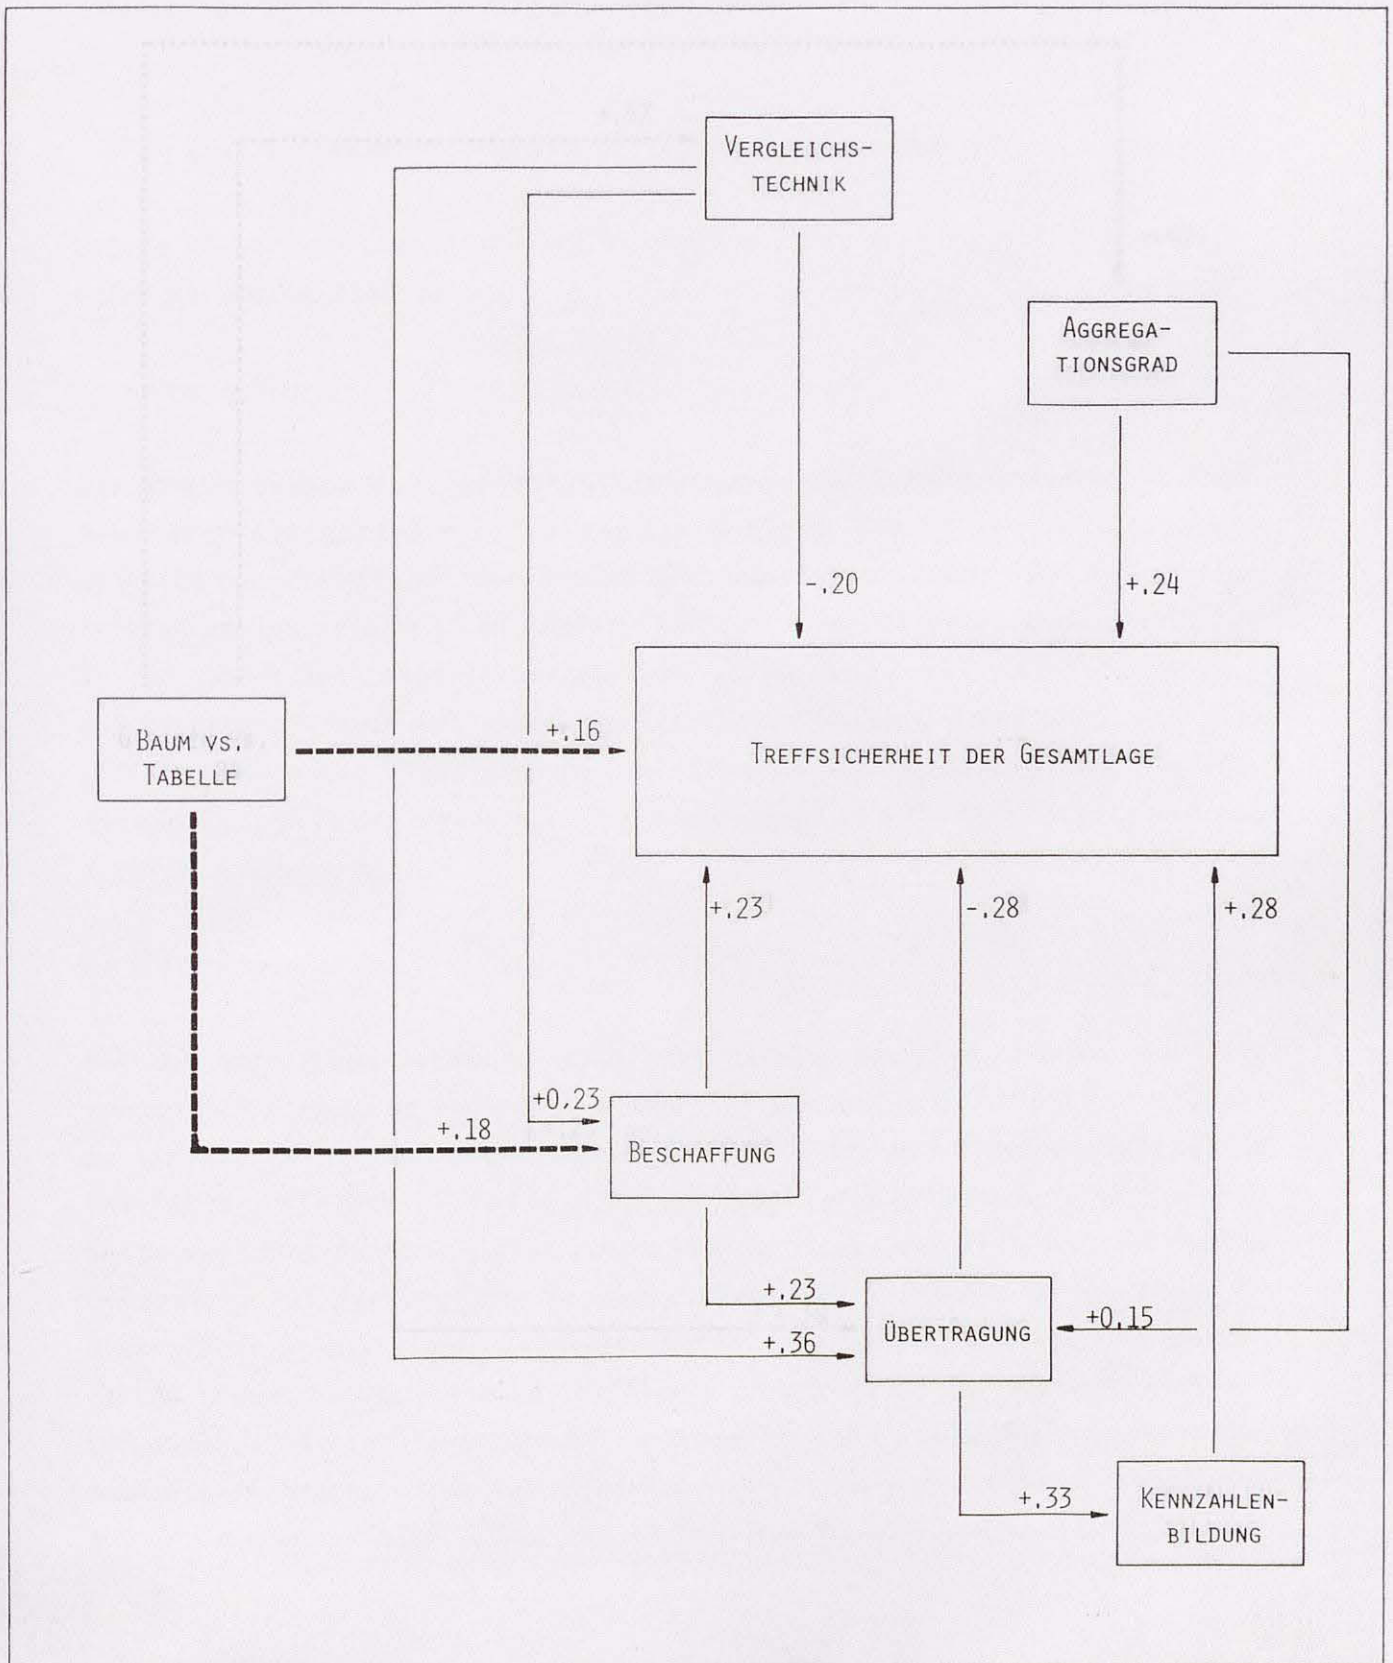 VERGLEICHS-
TECHNIK
AGGREGA-
TIONSGRAD
-.20
+.24
BAUM VS.
TABELLE
+.16
TREFFSICHERHEIT DER GESAMTLAGE
+.23
-.28
+.28
+0.23
+.18
BESCHAFFUNG
+.23
+0.15
ÜBERTRAGUNG
+.36
+.33
KENNZAHLEN-
BILDUNG